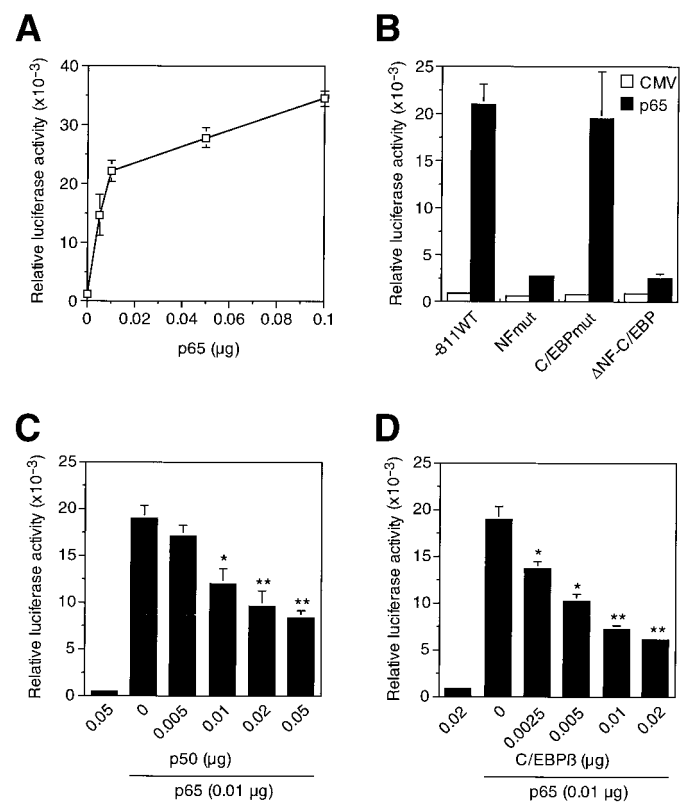 A
Relative luciferase activity (x10⁻³)
40
30
20
10
0
0 0.02 0.04 0.06 0.08 0.1
p65 (µg)
B
Relative luciferase activity (x10⁻³)
25
20
15
10
5
0
CMV
p65
-811WT NFmut C/EBPmut ΔNF-C/EBP
C
Relative luciferase activity (x10⁻³)
25
20
15
10
5
0
* ** **
0.05 0 0.005 0.01 0.02 0.05
p50 (µg)
p65 (0.01 µg)
D
Relative luciferase activity (x10⁻³)
25
20
15
10
5
0
* * ** **
0.02 0 0.0025 0.005 0.01 0.02
C/EBPß (µg)
p65 (0.01 µg)